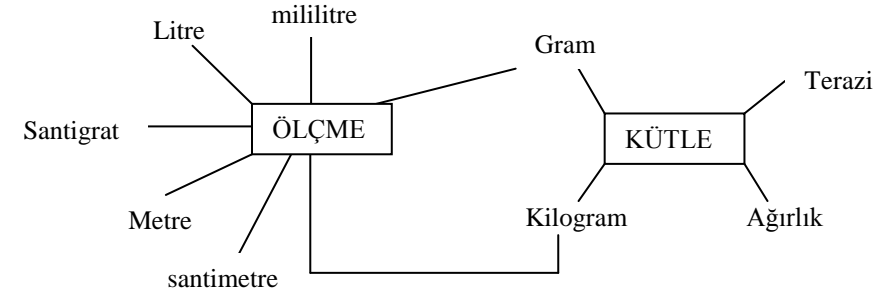 mililitre
Litre
Gram
Terazi
Santigrat
ÖLÇME
KÜTLE
Metre
Kilogram
Ağırlık
santimetre